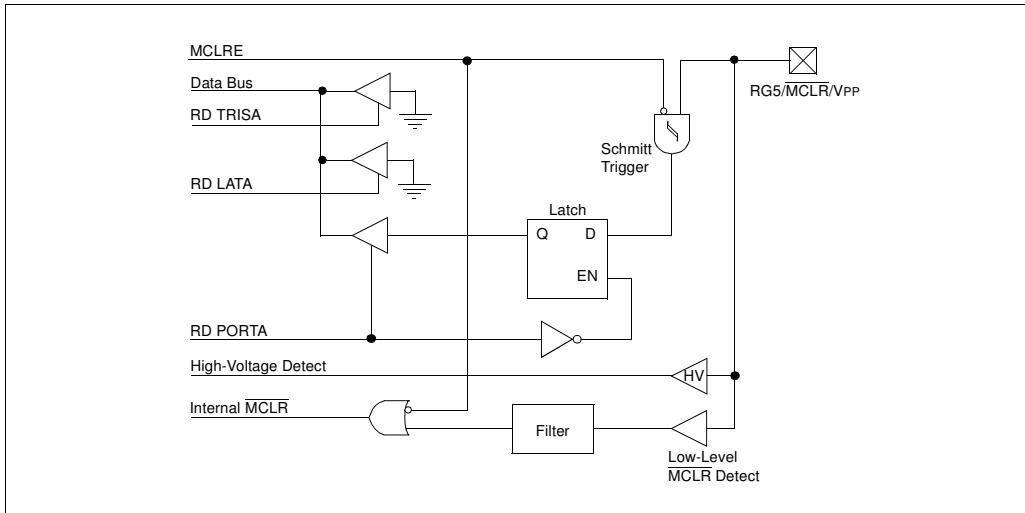 MCLRE
Data Bus
RG5/MCLR/VPP
RD TRISA
Schmitt
Trigger
RD LATA
Latch
Q
D
EN
RD PORTA
High-Voltage Detect
HV
Internal MCLR
Filter
Low-Level
MCLR Detect